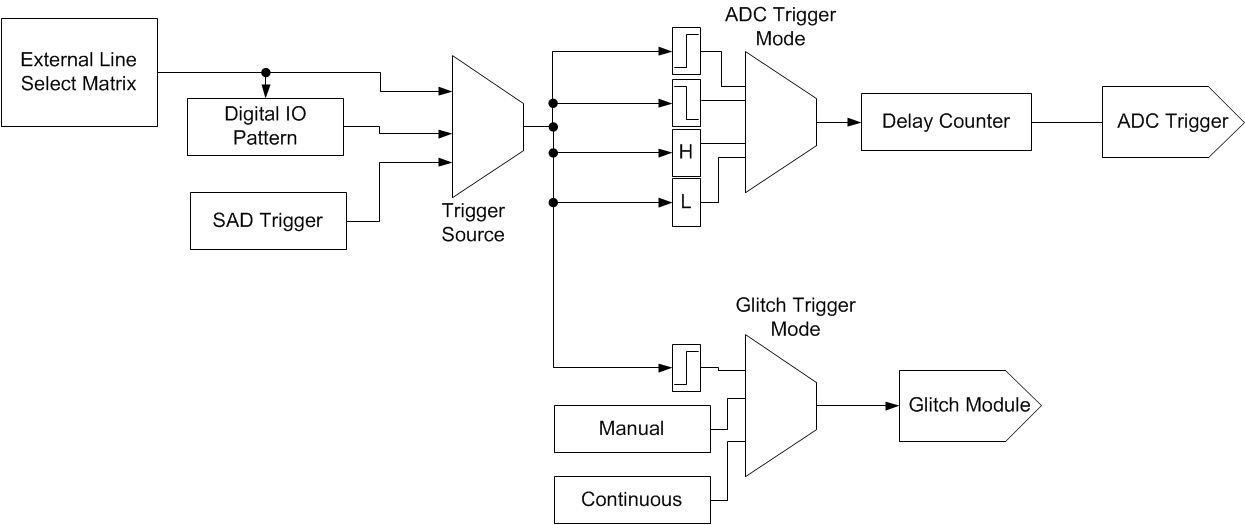 External Line
Select Matrix
Digital IO
Pattern
SAD Trigger
Trigger
Source
H
L
ADC Trigger
Mode
Delay Counter
ADC Trigger
Glitch Trigger
Mode
Manual
Continuous
Glitch Module